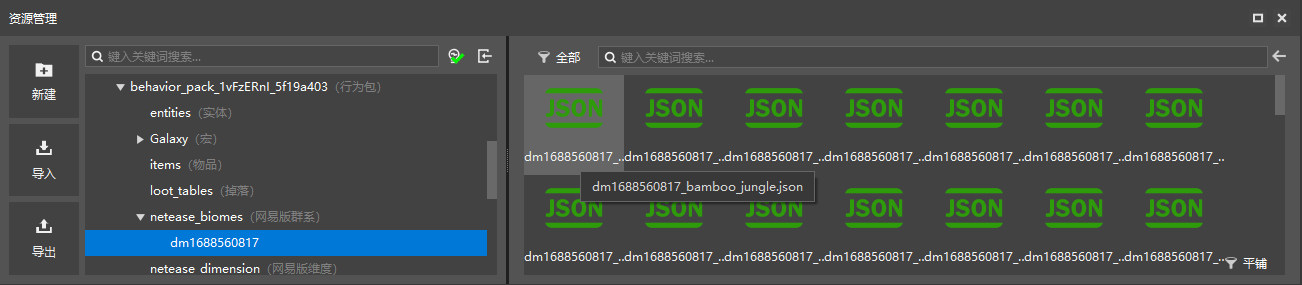 资源管理
新建
导入
导出
键入关键词搜索...
behavior_pack_1vFzERnI_5f19a403 (行为包)
entities (实体)
Galaxy (宏)
items (物品)
loot_tables (掉落)
netease_biomes (网易版群系)
dm1688560817
netease_dimension (网易版维度)
全部
键入关键词搜索...
JSON JSON JSON JSON JSON JSON JSON
dm1688560817_..dm1688560817_..dm1688560817_..dm1688560817_..dm1688560817_..dm1688560817_..dm1688560817_..
dm1688560817_bamboo_jungle.json
JSON JSON JSON JSON JSON JSON JSON
dm1688560817_..dm1688560817_..dm1688560817_..dm1688560817_..dm1688560817_..dm1688560817_..dm1688560817_..
平铺